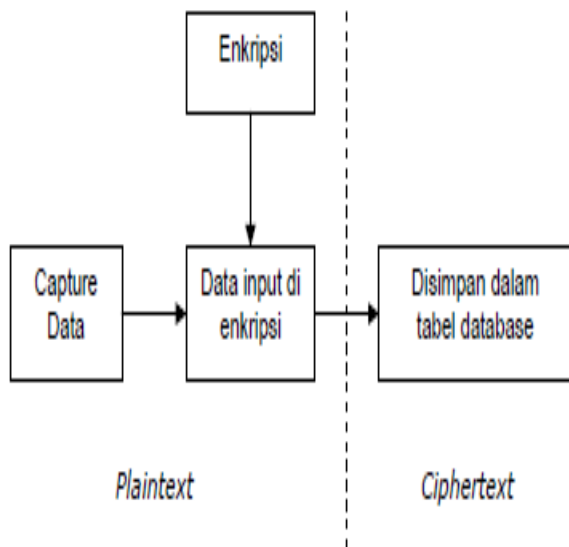 Enkripsi
Capture
Data
Data input di
enkripsi
Disimpan dalam
tabel database
Plaintext
Ciphertext